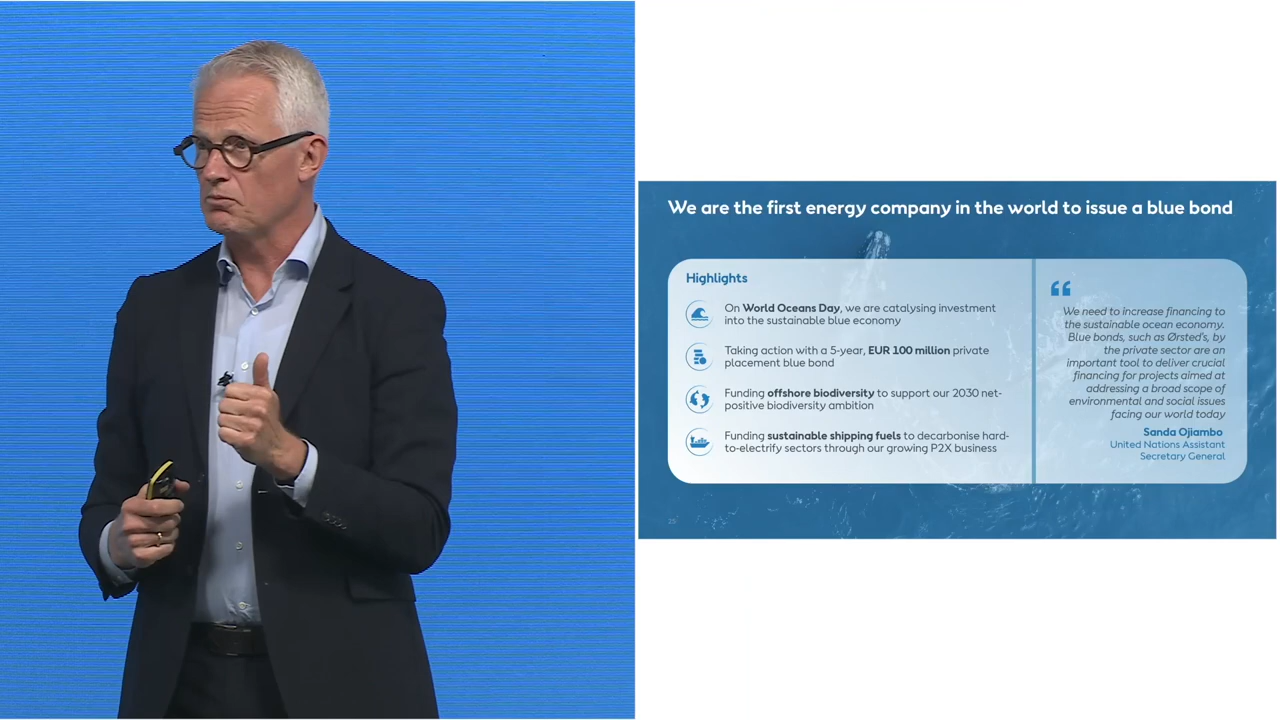 We are the first energy company in the world to issue a blue bond
Highlights
On World Oceans Day, we are catalysing investment
into the sustainable blue economy
Taking action with a 5-year, EUR 100 million private
placement blue bond
Funding offshore biodiversity to support our 2030 net-
positive biodiversity ambition
Funding sustainable shipping fuels to decarbonise hard-
to-electrify sectors through our growing P2X business
“
We need to increase financing to
the sustainable ocean economy.
Blue bonds, such as Ørsted's, by
the private sector are an
important tool to deliver crucial
financing for projects aimed at
addressing a broad scope of
environmental and social issues
facing our world today
Sanda Ojiambo
United Nations Assistant
Secretary General